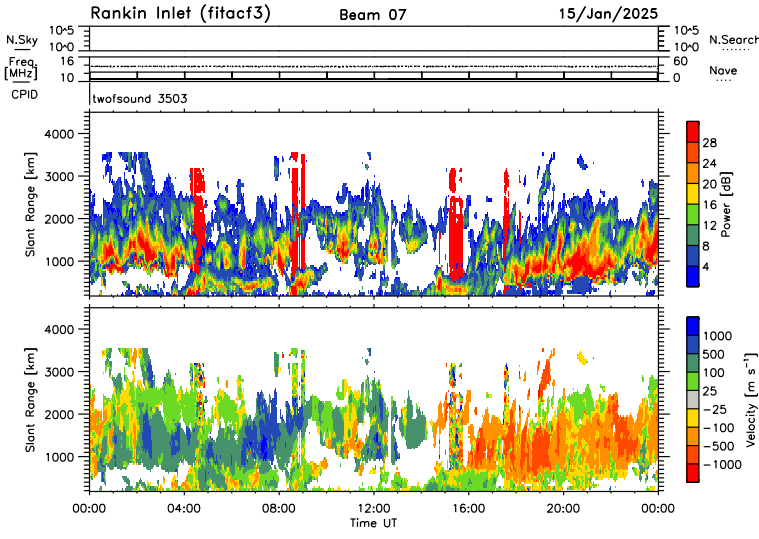 Rankin Inlet (fitacf3) Beam 07 15/Jan/2025
10^5 10^5
N.Sky N.Search
10^0 10^0
Freq. 16 60
[MHz] Nave
10 0
CPID twofsound 3503
4000
3000
2000
1000
Slant Range [km]
28
24
20
16
12
8
4
Power [dB]
4000
3000
2000
1000
Slant Range [km]
1000
500
100
25
-25
-100
-500
-1000
Velocity [m s⁻¹]
00:00 04:00 08:00 12:00 16:00 20:00 00:00
Time UT